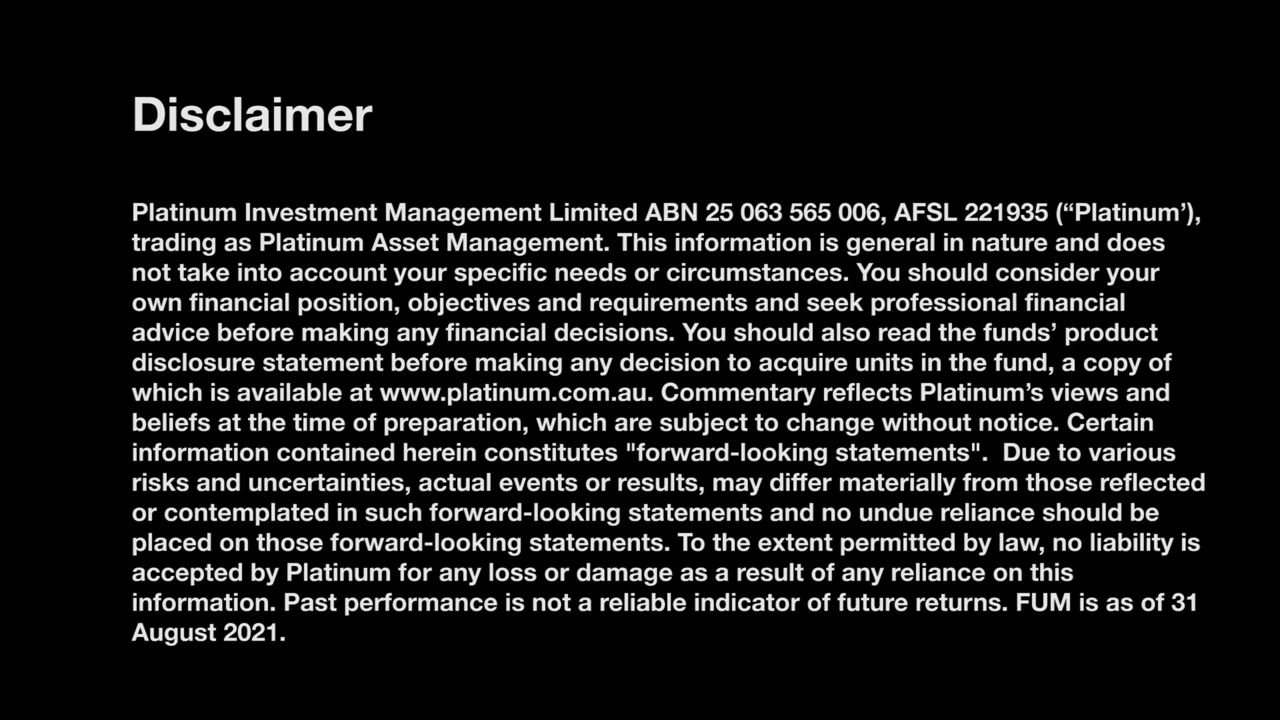 Disclaimer
Platinum Investment Management Limited ABN 25 063 565 006, AFSL 221935 (“Platinum’),
trading as Platinum Asset Management. This information is general in nature and does
not take into account your specific needs or circumstances. You should consider your
own financial position, objectives and requirements and seek professional financial
advice before making any financial decisions. You should also read the funds’ product
disclosure statement before making any decision to acquire units in the fund, a copy of
which is available at www.platinum.com.au. Commentary reflects Platinum’s views and
beliefs at the time of preparation, which are subject to change without notice. Certain
information contained herein constitutes "forward-looking statements".  Due to various
risks and uncertainties, actual events or results, may differ materially from those reflected
or contemplated in such forward-looking statements and no undue reliance should be
placed on those forward-looking statements. To the extent permitted by law, no liability is
accepted by Platinum for any loss or damage as a result of any reliance on this
information. Past performance is not a reliable indicator of future returns. FUM is as of 31
August 2021.